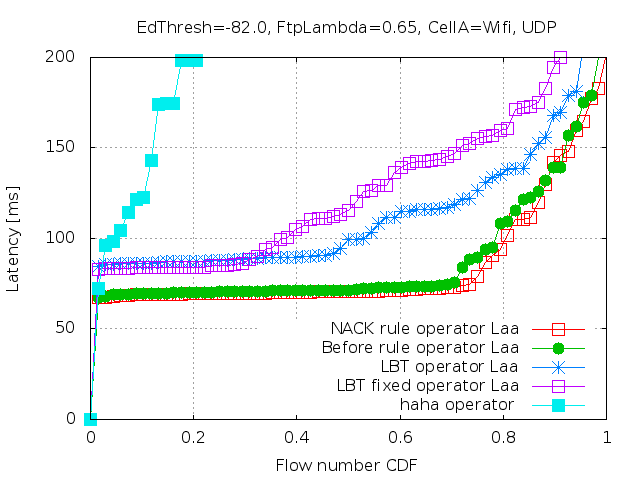 EdThresh=-82.0, FtpLambda=0.65, CellA=Wifi, UDP
200
150
100
50
0
Latency [ms]
NACK rule operator Laa
Before rule operator Laa
LBT operator Laa
LBT fixed operator Laa
haha operator
0 0.2 0.4 0.6 0.8 1
Flow number CDF